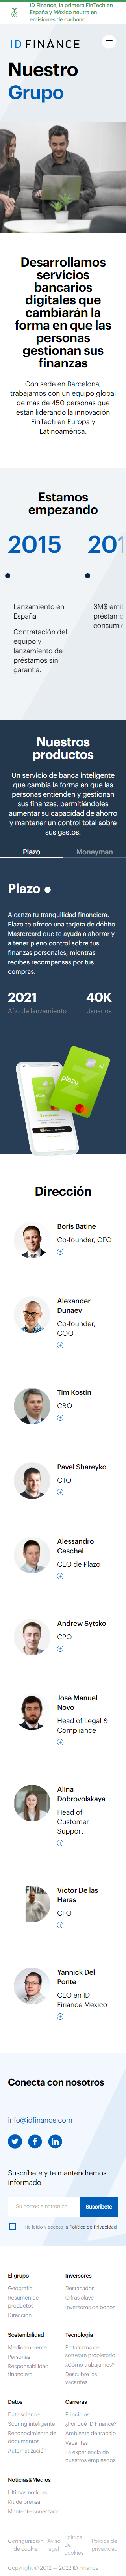 ID Finance, la primera FinTech en
España y México neutra en
emisiones de carbono.
ID FINANCE
Nuestro
Grupo
Desarrollamos
servicios
bancarios
digitales que
cambiarán la
forma en que las
personas
gestionan sus
finanzas
Con sede en Barcelona,
trabajamos con un equipo global
de más de 450 personas que
están liderando la innovación
FinTech en Europa y
Latinoamérica.
Estamos
empezando
2015
Lanzamiento en
España
Contratación del
equipo y
lanzamiento de
préstamos sin
garantía.
3M$ emit
préstamo
consumid
Nuestros
productos
Un servicio de banca inteligente
que cambia la forma en que las
personas entienden y gestionan
sus finanzas, permitiéndoles
aumentar su capacidad de ahorro
y mantener un control total sobre
sus gastos.
Plazo Moneyman
Plazo
Alcanza tu tranquilidad financiera.
Plazo te ofrece una tarjeta de débito
Mastercard que te ayuda a ahorrar y
a tener pleno control sobre tus
finanzas personales, mientras
recibes recompensas por tus
compras.
2021 40K
Año de lanzamiento Usuarios
plazo
Dirección
Boris Batine
Co-founder, CEO
Alexander
Dunaev
Co-founder,
COO
Tim Kostin
CRO
Pavel Shareyko
CTO
Alessandro
Ceschel
CEO de Plazo
Andrew Sytsko
CPO
José Manuel
Novo
Head of Legal &
Compliance
Alina
Dobrovolskaya
Head of
Customer
Support
Victor De las
Heras
CFO
Yannick Del
Ponte
CEO en ID
Finance Mexico
Conecta con nosotros
info@idfinance.com
Suscríbete y te mantendremos
informado
Su correo electrónico Suscríbete
He leído y acepto la Política de Privacidad
El grupo
Geografía
Resumen de
productos
Dirección
Inversores
Destacados
Cifras clave
Inversores de bonos
Sostenibilidad
Medioambiente
Personas
Responsabilidad
financiera
Tecnología
Plataforma de
software propietario
¿Cómo trabajamos?
Descubre las
vacantes
Datos
Data science
Scoring inteligente
Reconocimiento de
documentos
Automatización
Carreras
Principios
¿Por qué ID Finance?
Ambiente de trabajo
Vacantes
La experiencia de
nuestros empleados
Noticias&Medios
Últimas noticias
Kit de prensa
Mantente conectado
Configuración
de cookie
Aviso
legal
Política
de
cookies
Política de
privacidad
Copyright © 2012 — 2022 ID Finance